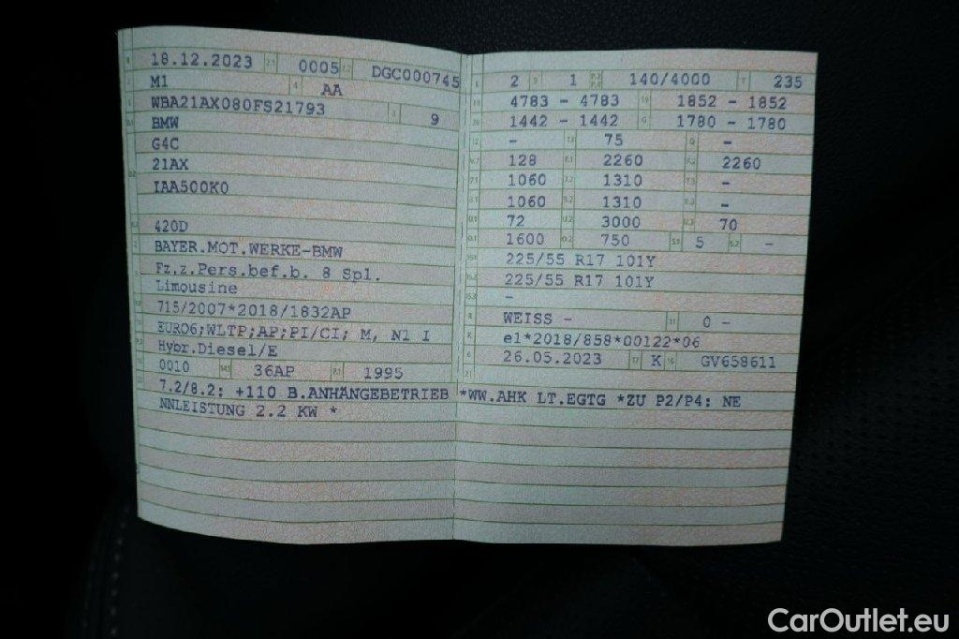 18.12.2023 0005 DGC000745
M1 AA
WBA21AX080FS21793 9
BMW
G4C
21AX
IAA500K0
420D
BAYER.MOT.WERKE-BMW
Fz.z.Pers.bef.b. 8 Spl.
Limousine
715/2007*2018/1832AP
EURO6;WLTP;AP;PI/CI; M, N1 I
Hybr.Diesel/E
0010 36AP 1995
2 1 140/4000 235
4783 - 4783 1852 - 1852
1442 - 1442 1780 - 1780
- 75 -
128 2260 2260
1060 1310 -
1060 1310 -
72 3000 70
1600 750 5 -
225/55 R17 101Y
225/55 R17 101Y
-
WEISS - 0 -
e1*2018/858*00122*06
26.05.2023 K GV658611
7.2/8.2: +110 B.ANHÄNGEBETRIEB *WW.AHK LT.EGTG *ZU P2/P4: NE
NNLEISTUNG 2.2 KW *
CarOutlet.eu